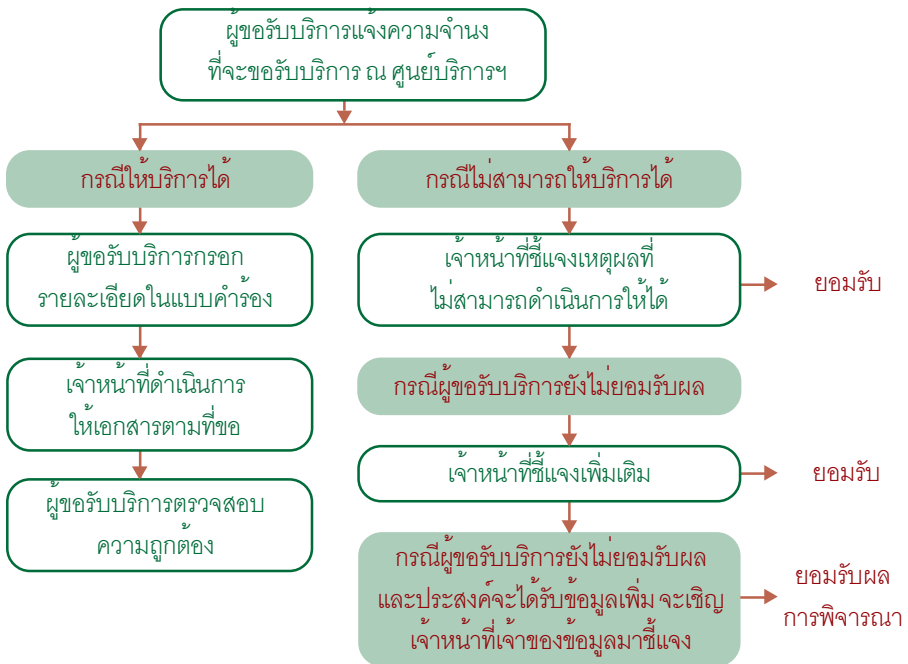 ผู้ขอรับบริการแจ้งความจำนง
ที่จะขอรับบริการ ณ ศูนย์บริการฯ
กรณีให้บริการได้
ผู้ขอรับบริการกรอก
รายละเอียดในแบบคำร้อง
เจ้าหน้าที่ดำเนินการ
ให้เอกสารตามที่ขอ
ผู้ขอรับบริการตรวจสอบ
ความถูกต้อง
กรณีไม่สามารถให้บริการได้
เจ้าหน้าที่ชี้แจงเหตุผลที่
ไม่สามารถดำเนินการให้ได้
ยอมรับ
กรณีผู้ขอรับบริการยังไม่ยอมรับผล
เจ้าหน้าที่ชี้แจงเพิ่มเติม
ยอมรับ
กรณีผู้ขอรับบริการยังไม่ยอมรับผล
และประสงค์จะได้รับข้อมูลเพิ่ม จะเชิญ
เจ้าหน้าที่เจ้าของข้อมูลมาชี้แจง
ยอมรับผล
การพิจารณา